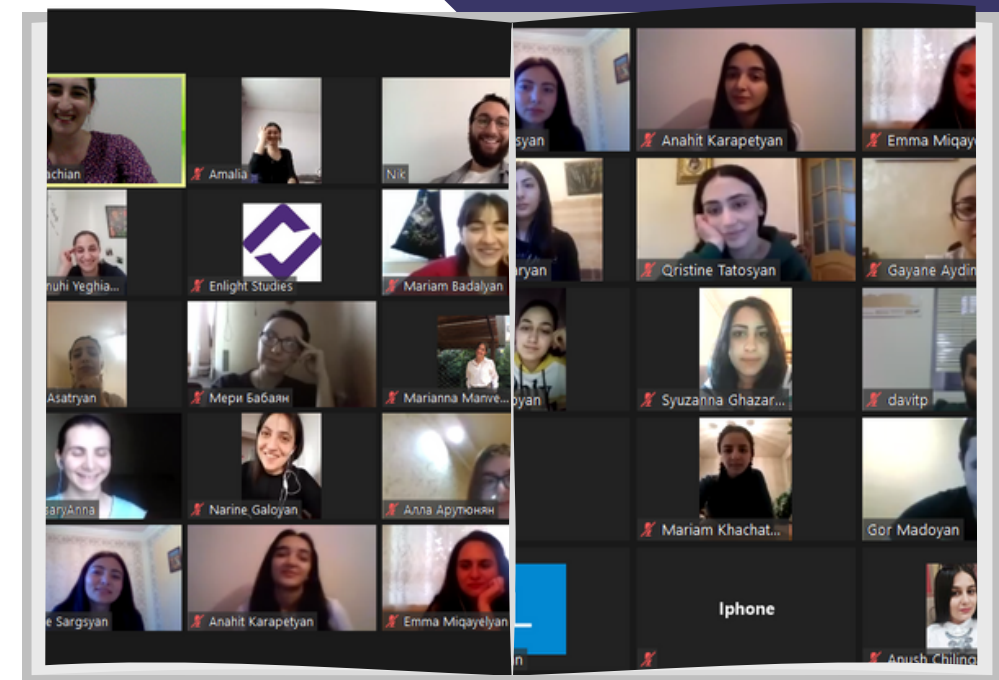 achian
Amalia
Nik
nuhi Yeghia...
Enlight Studies
Mariam Badalyan
Asatryan
Мери Бабаян
Marianna Manve...
saryAnna
Narine Galoyan
Алла Арутюнян
e Sargsyan
Anahit Karapetyan
Emma Miqayelyan
syan
Anahit Karapetyan
Emma Miqay
aryan
Qristine Tatosyan
Gayane Aydin
oyan
Syuzanna Ghazar...
davitp
Mariam Khachat...
Gor Madoyan
Iphone
n
Anush Chiling